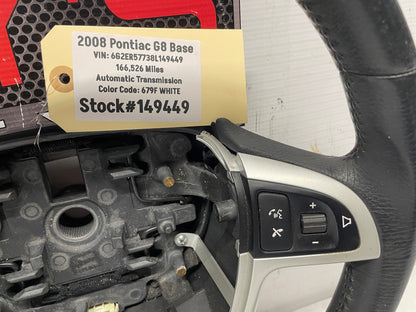 2008 Pontiac G8 Base
VIN: 6G2ER57738L149449
166,526 Miles
Automatic Transmission
Color Code: 679F WHITE
Stock#149449
+
−